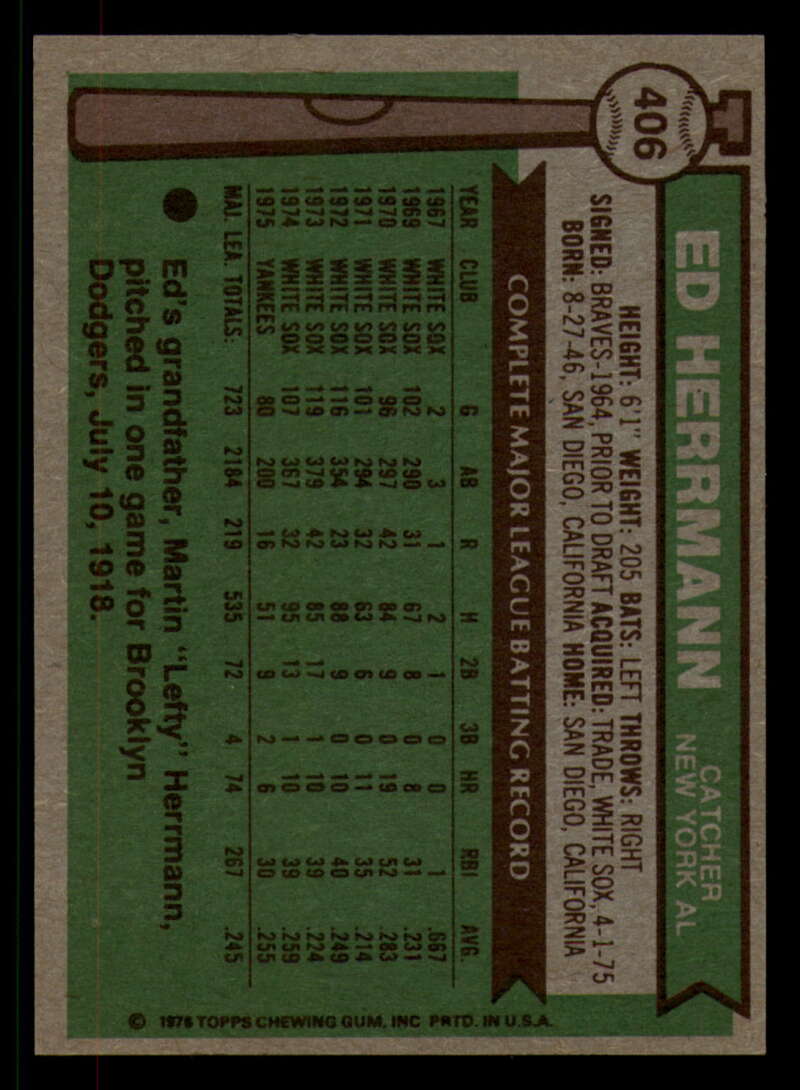 406
ED HERRMANN
CATCHER
NEW YORK AL
HEIGHT: 6'1" WEIGHT: 205 BATS: LEFT THROWS: RIGHT
SIGNED: BRAVES-1964, PRIOR TO DRAFT ACQUIRED: TRADE, WHITE SOX, 4-1-75
BORN: 8-27-46, SAN DIEGO, CALIFORNIA HOME: SAN DIEGO, CALIFORNIA
COMPLETE MAJOR LEAGUE BATTING RECORD
YEAR CLUB G AB R H 2B 3B HR RBI AVG.
1967 WHITE SOX 2 3 1 2 1 0 0 1 .667
1969 WHITE SOX 102 290 31 67 8 0 8 31 .231
1970 WHITE SOX 96 297 42 84 9 0 19 52 .283
1971 WHITE SOX 101 294 32 63 6 0 11 35 .214
1972 WHITE SOX 116 354 23 88 9 0 10 40 .249
1973 WHITE SOX 119 379 42 85 17 1 10 39 .224
1974 WHITE SOX 107 367 32 95 13 1 10 39 .259
1975 YANKEES 80 200 16 51 9 2 6 30 .255
MAJ. LEA. TOTALS: 723 2184 219 535 72 4 74 267 .245
Ed's grandfather, Martin "Lefty" Herrmann,
pitched in one game for Brooklyn
Dodgers, July 10, 1918.
© 1976 TOPPS CHEWING GUM, INC PRTD. IN U.S.A.